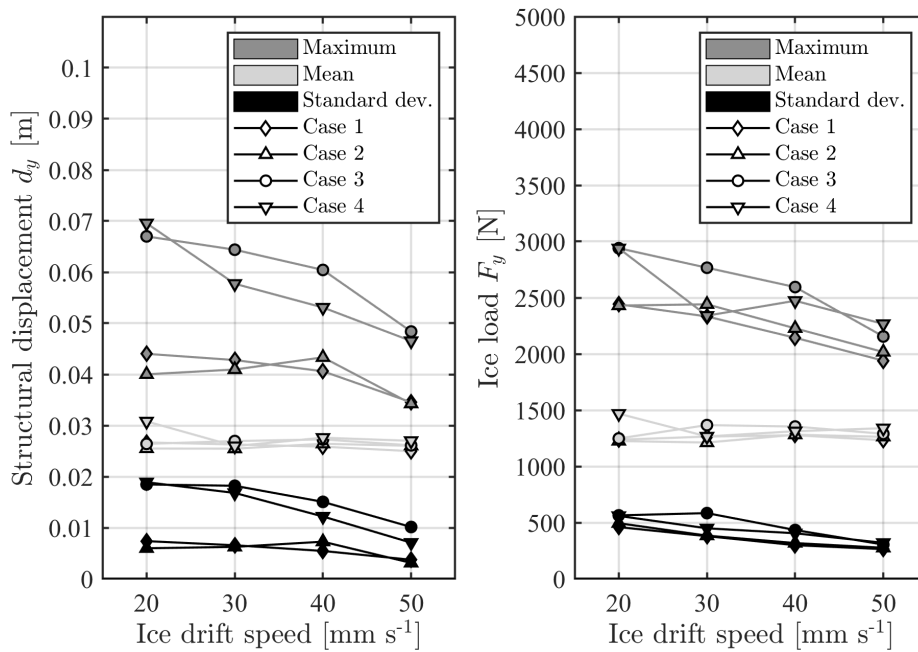 Structural displacement d_y [m]
0.1
0.09
0.08
0.07
0.06
0.05
0.04
0.03
0.02
0.01
0
Maximum
Mean
Standard dev.
Case 1
Case 2
Case 3
Case 4
20 30 40 50
Ice drift speed [mm s⁻¹]
Ice load F_y [N]
5000
4500
4000
3500
3000
2500
2000
1500
1000
500
0
Maximum
Mean
Standard dev.
Case 1
Case 2
Case 3
Case 4
20 30 40 50
Ice drift speed [mm s⁻¹]